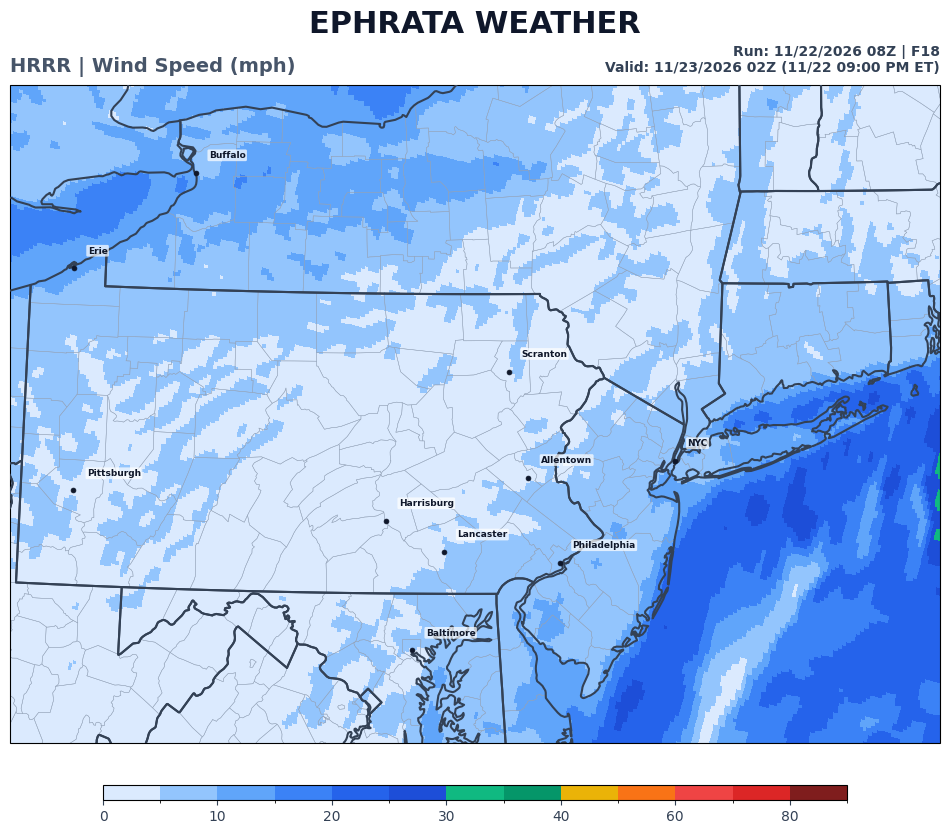 EPHRATA WEATHER
HRRR | Wind Speed (mph)
Run: 11/22/2026 08Z | F18
Valid: 11/23/2026 02Z (11/22 09:00 PM ET)
Buffalo
Erie
Scranton
NYC
Allentown
Pittsburgh
Harrisburg
Lancaster
Philadelphia
Baltimore
0 10 20 30 40 60 80